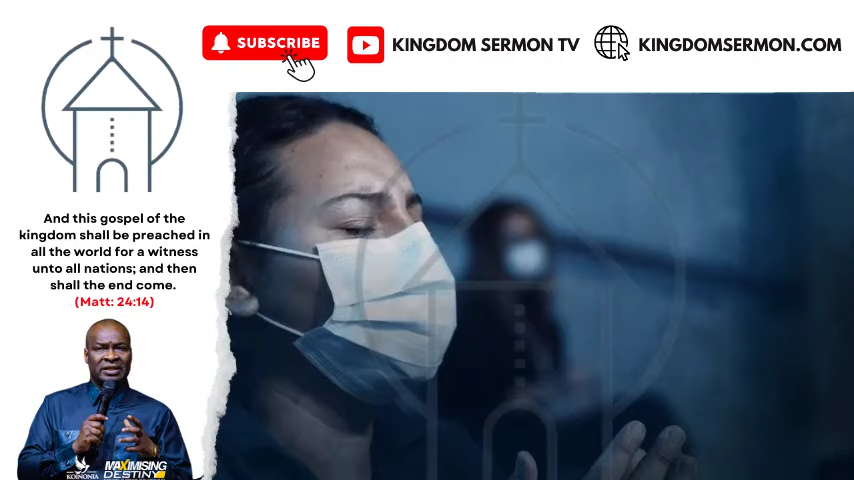 SUBSCRIBE
KINGDOM SERMON TV
KINGDOMSERMON.COM
And this gospel of the
kingdom shall be preached in
all the world for a witness
unto all nations; and then
shall the end come.
(Matt: 24:14)
KOINONIA
MAXIMISING
DESTINY